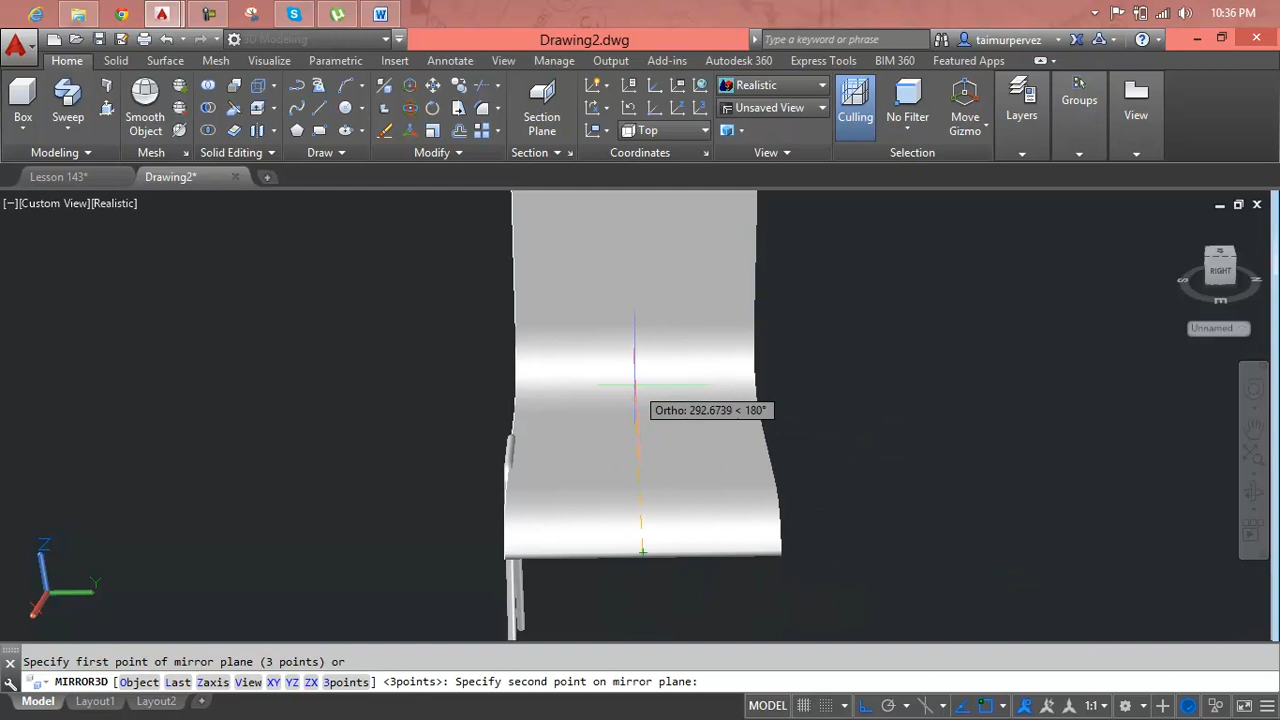 10:36 PM
3D Modeling
Drawing2.dwg
Type a keyword or phrase
taimurpervez
Home Solid Surface Mesh Visualize Parametric Insert Annotate View Manage Output Add-ins Autodesk 360 Express Tools BIM 360 Featured Apps
Realistic
Unsaved View
Top
Box Sweep Smooth Object Section Plane Culling No Filter Move Gizmo Layers Groups View
Modeling Mesh Solid Editing Draw Modify Section Coordinates View Selection
Lesson 143* Drawing2*
[−][Custom View][Realistic]
RIGHT
S N
E
Unnamed
Ortho: 292.6739 < 180°
Z
Y
X
Specify first point of mirror plane (3 points) or
MIRROR3D [Object Last Zaxis View XY YZ ZX 3points] <3points>: Specify second point on mirror plane:
Model Layout1 Layout2 MODEL 1:1